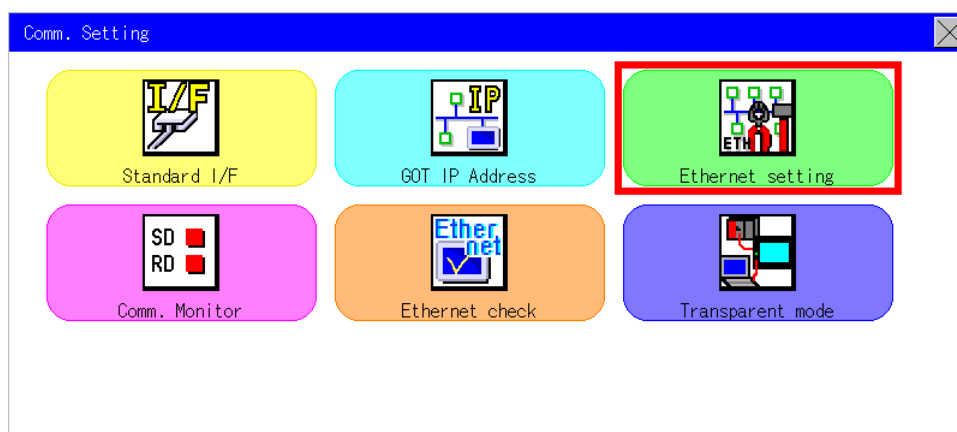 Comm. Setting
I/F
IP
ETH
Standard I/F
GOT IP Address
Ethernet setting
SD
RD
Ether
net
Comm. Monitor
Ethernet check
Transparent mode